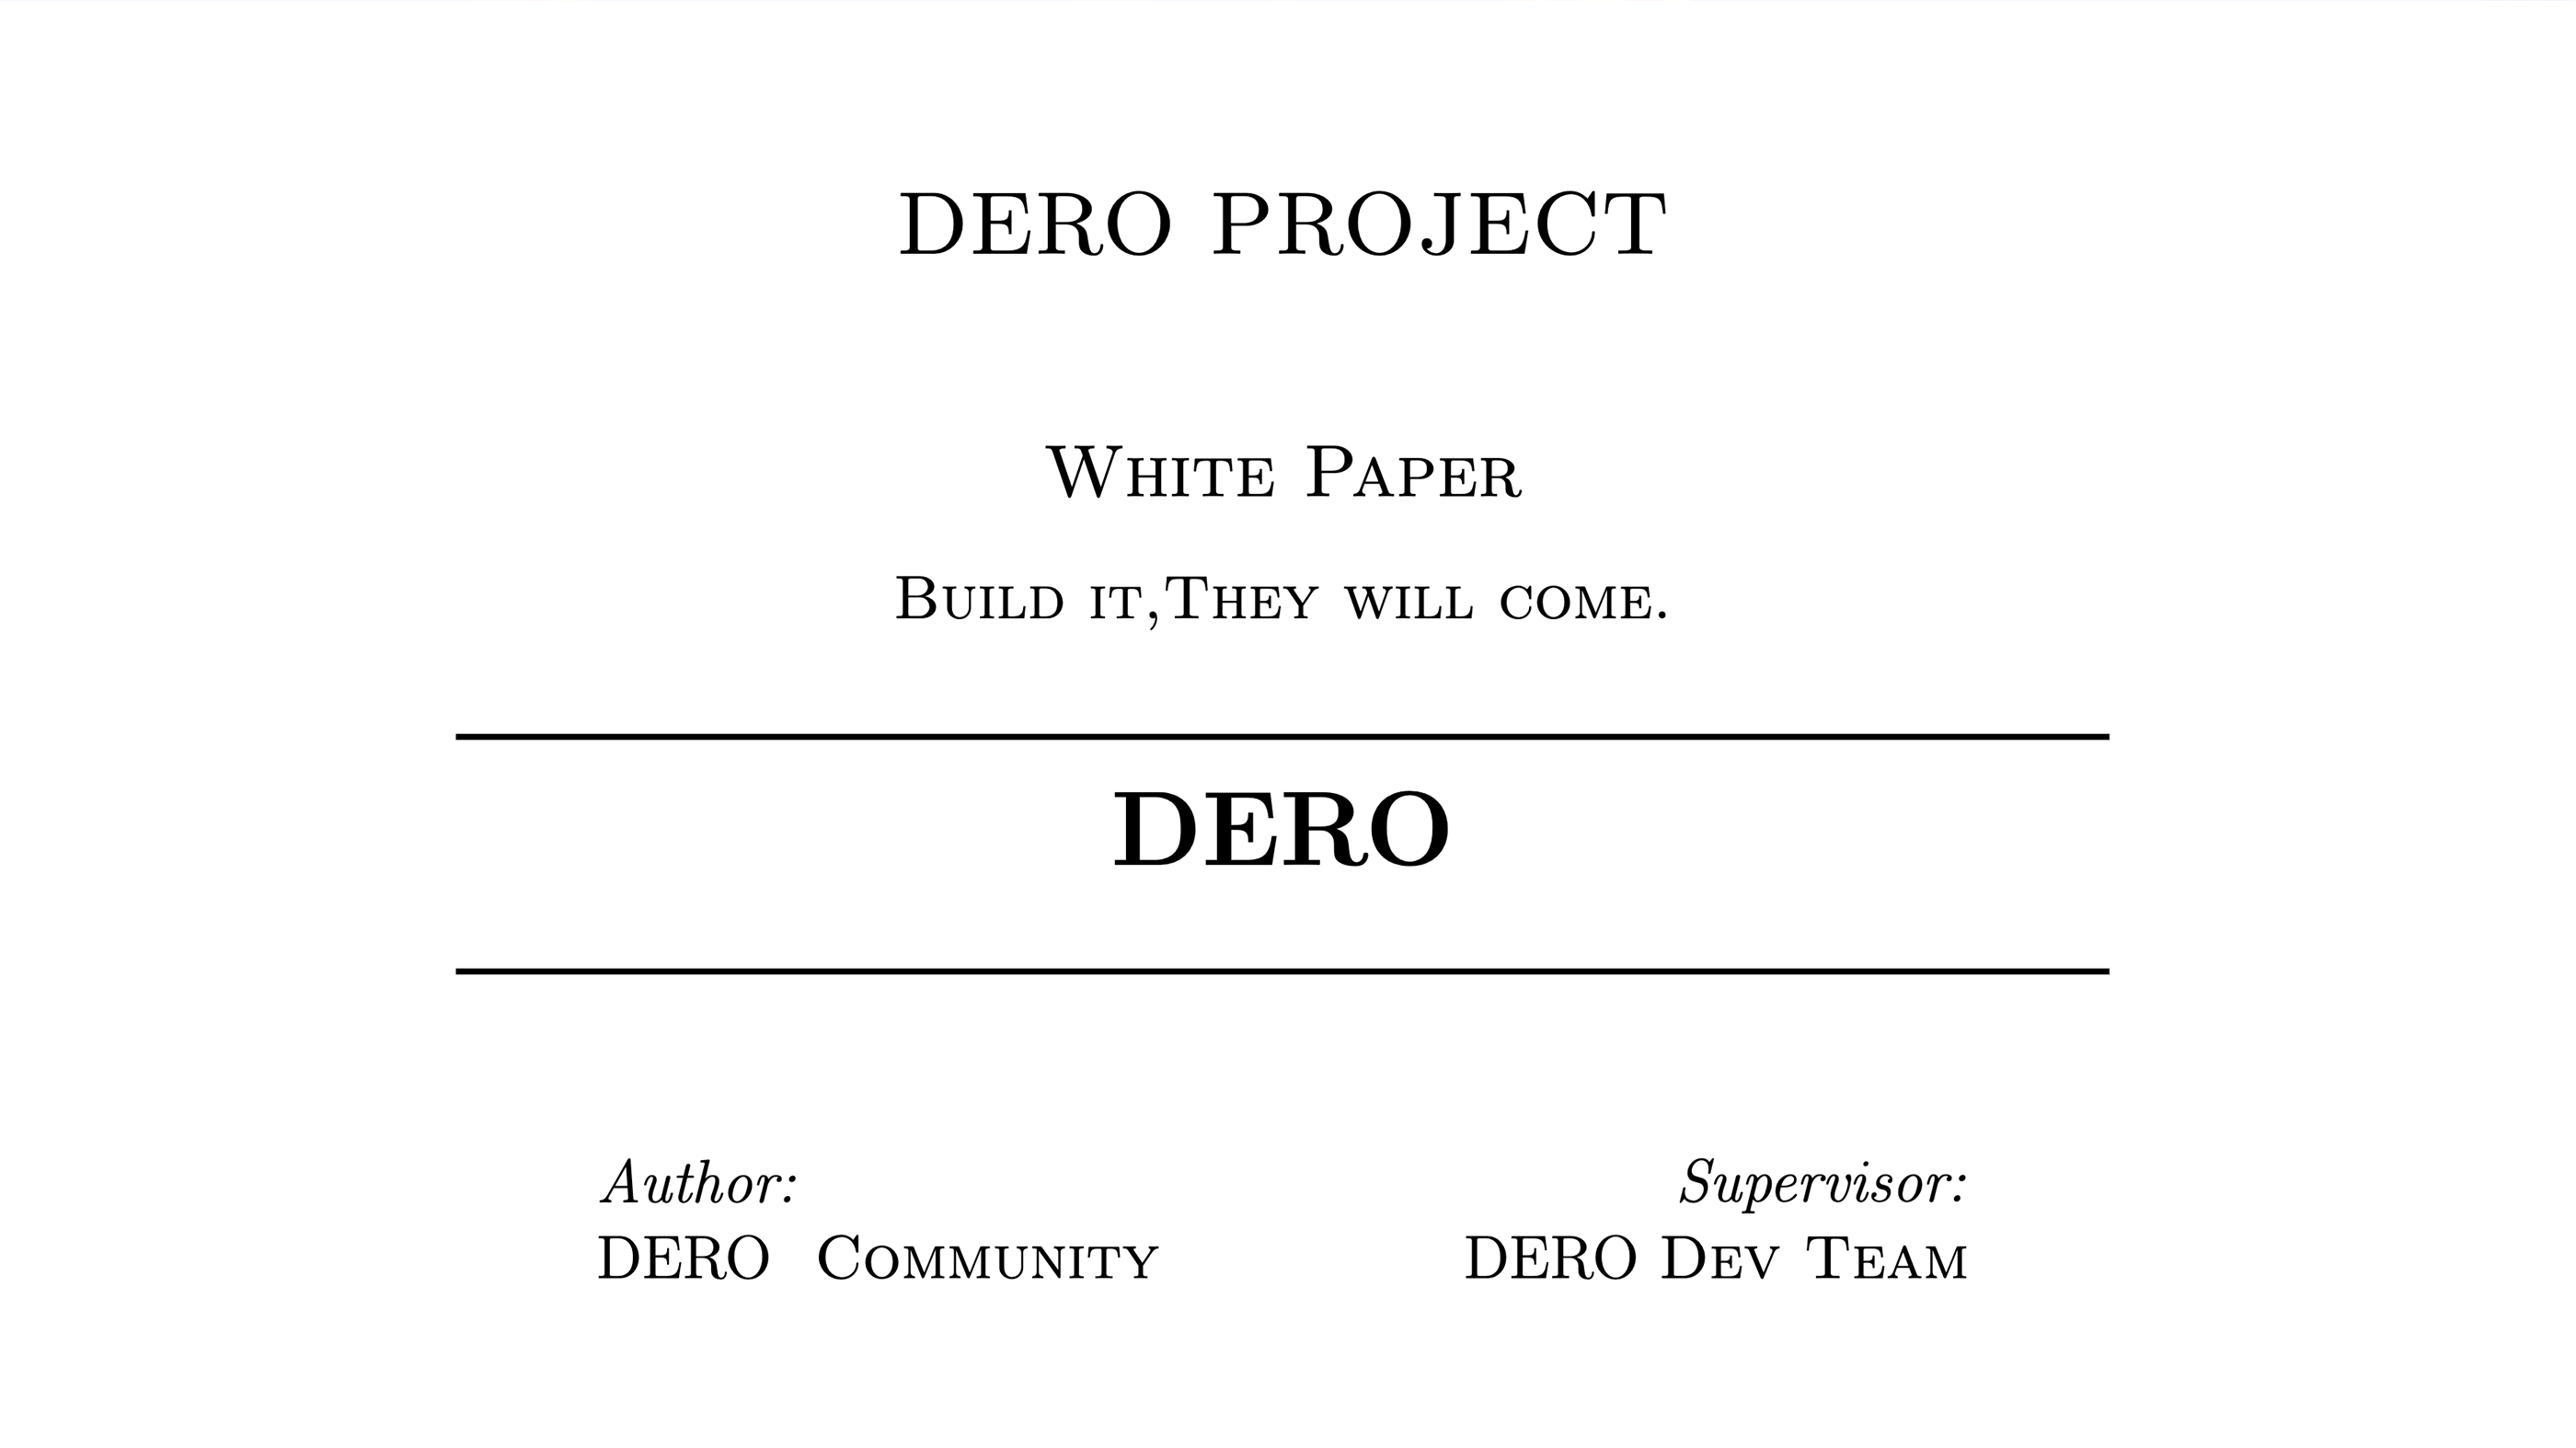 DERO PROJECT
White Paper
Build it,They will come.
DERO
Author:
DERO Community
Supervisor:
DERO Dev Team